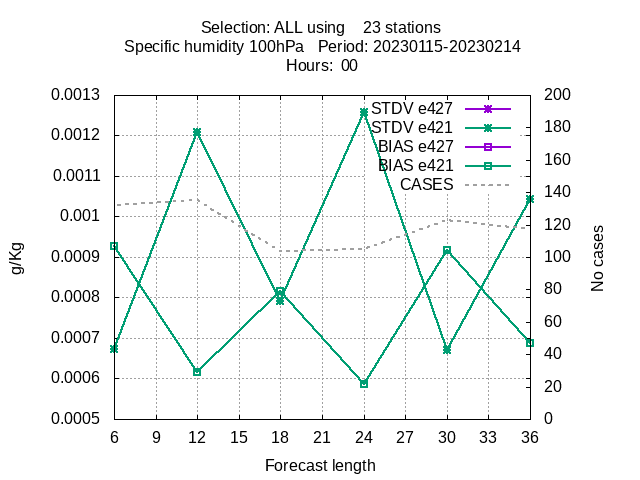 Selection: ALL using    23 stations
Specific humidity 100hPa   Period: 20230115-20230214
Hours:  00
0.0013
0.0012
0.0011
0.001
0.0009
0.0008
0.0007
0.0006
0.0005
200
180
160
140
120
100
80
60
40
20
0
STDV e427
STDV e421
BIAS e427
BIAS e421
CASES
g/Kg
No cases
6 9 12 15 18 21 24 27 30 33 36
Forecast length